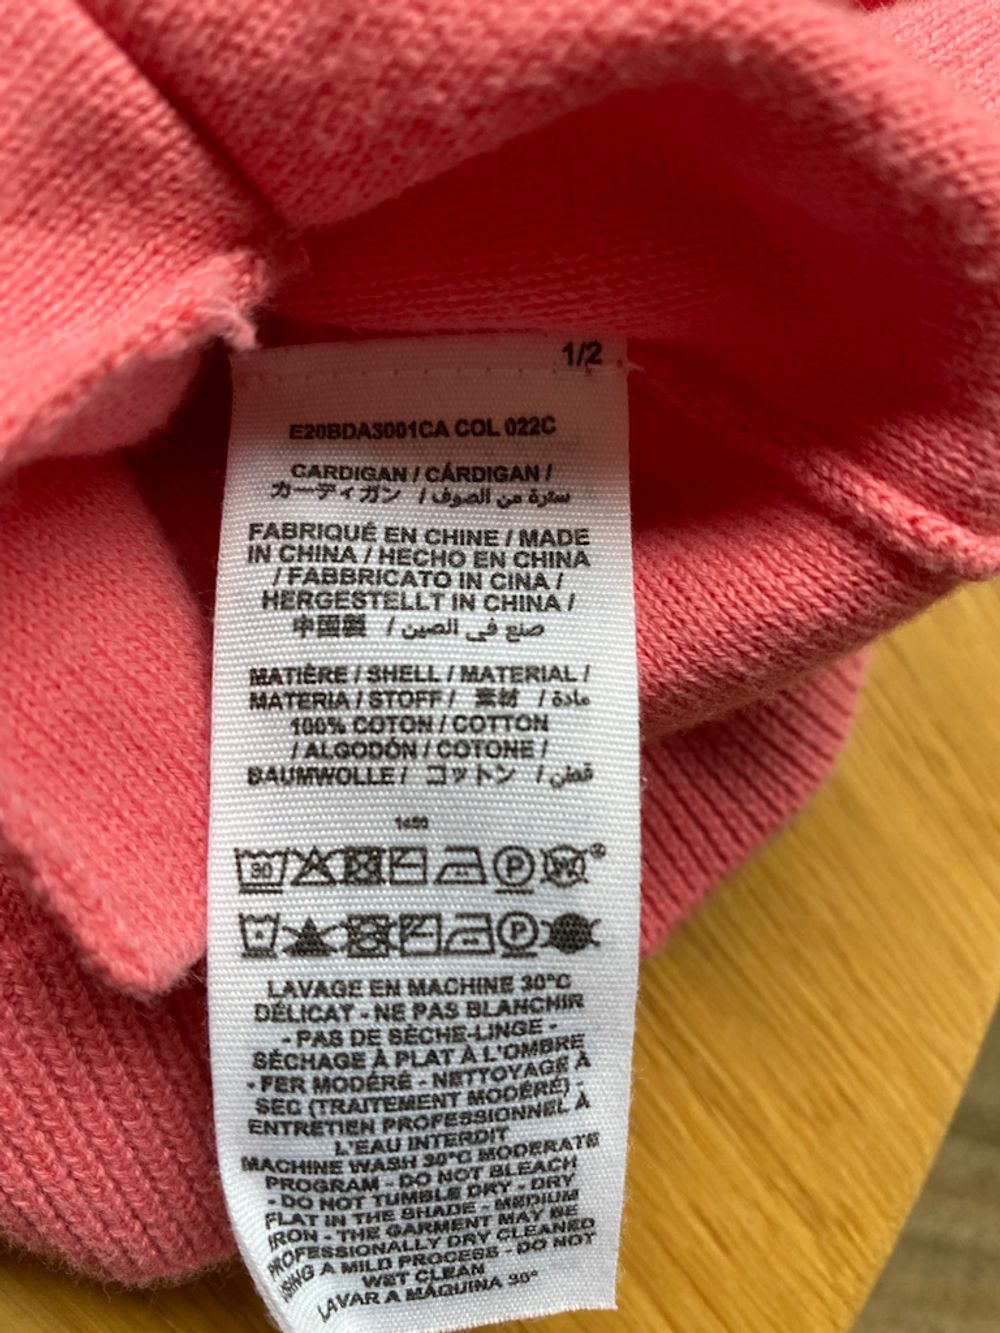 1/2
E20BDA3001CA COL 022C
CARDIGAN / CÁRDIGAN /
カーディガン / سترة من الصوف
FABRIQUÉ EN CHINE / MADE
IN CHINA / HECHO EN CHINA
/ FABBRICATO IN CINA /
HERGESTELLT IN CHINA /
中国製 / صنع في الصين
MATIÈRE / SHELL / MATERIAL /
MATERIA / STOFF / 素材 / مادة
100% COTON / COTTON
/ ALGODÓN / COTONE /
BAUMWOLLE / コットン / قطن
30
P
W
P
LAVAGE EN MACHINE 30°C
DÉLICAT - NE PAS BLANCHIR
- PAS DE SÈCHE-LINGE -
SÉCHAGE À PLAT À L'OMBRE
- FER MODÉRÉ - NETTOYAGE À
SEC (TRAITEMENT MODÉRÉ) -
ENTRETIEN PROFESSIONNEL À
L'EAU INTERDIT
MACHINE WASH 30°C MODERATE
PROGRAM - DO NOT BLEACH
- DO NOT TUMBLE DRY - DRY
FLAT IN THE SHADE - MEDIUM
IRON - THE GARMENT MAY BE
PROFESSIONALLY DRY CLEANED
USING A MILD PROCESS - DO NOT
WET CLEAN
LAVAR A MÁQUINA 30°